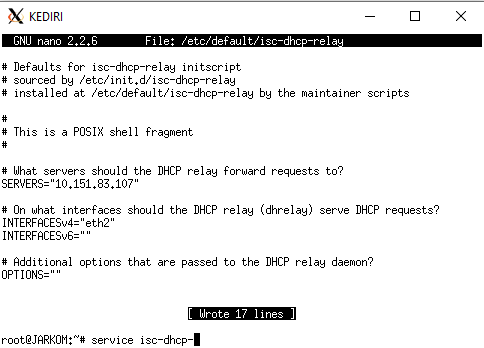 KEDIRI
GNU nano 2.2.6 File: /etc/default/isc-dhcp-relay
# Defaults for isc-dhcp-relay initscript
# sourced by /etc/init.d/isc-dhcp-relay
# installed at /etc/default/isc-dhcp-relay by the maintainer scripts
#
# This is a POSIX shell fragment
#
# What servers should the DHCP relay forward requests to?
SERVERS="10.151.83.107"
# On what interfaces should the DHCP relay (dhrelay) serve DHCP requests?
INTERFACESv4="eth2"
INTERFACESv6=""
# Additional options that are passed to the DHCP relay daemon?
OPTIONS=""
[ Wrote 17 lines ]
root@JARKOM:~# service isc-dhcp-